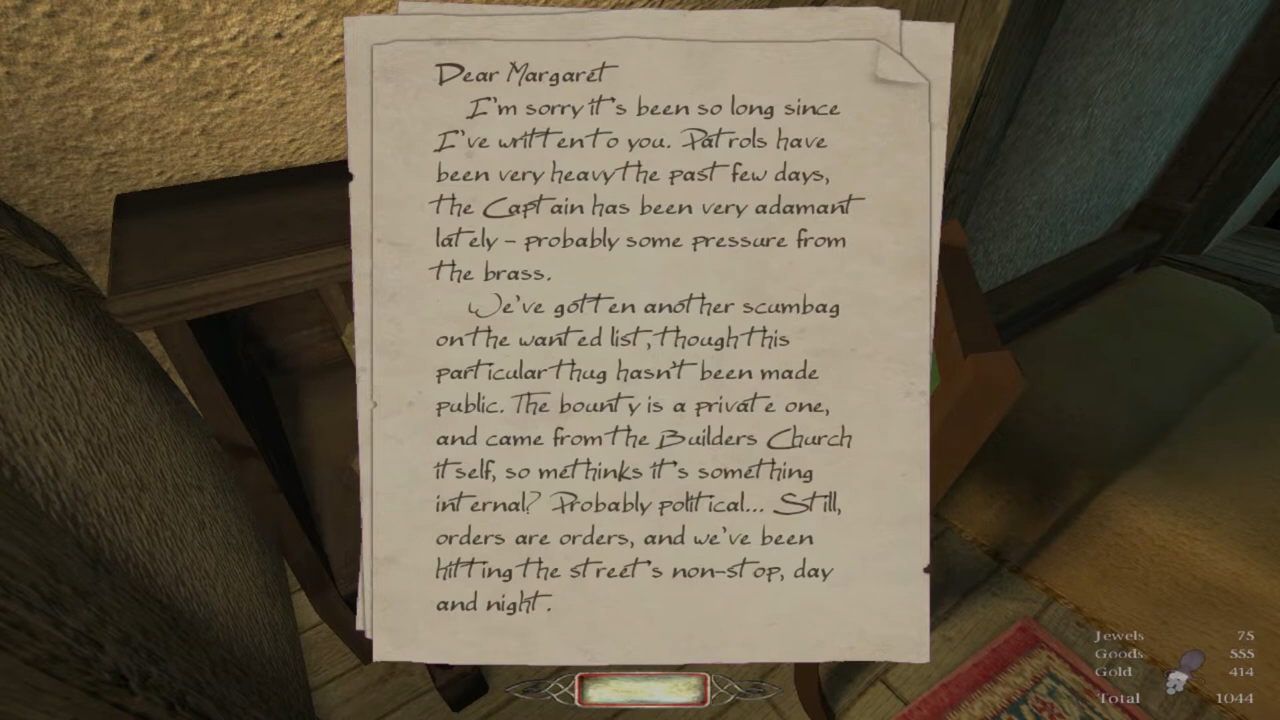 Dear Margaret
I'm sorry it's been so long since
I've written to you. Patrols have
been very heavy the past few days,
the Captain has been very adamant
lately – probably some pressure from
the brass.
We've gotten another scumbag
on the wanted list, though this
particular thug hasn't been made
public. The bounty is a private one,
and came from the Builders Church
itself, so methinks it's something
internal? Probably political... Still,
orders are orders, and we've been
hitting the street's non-stop, day
and night.
Jewels 75
Goods 555
Gold 414
Total 1044